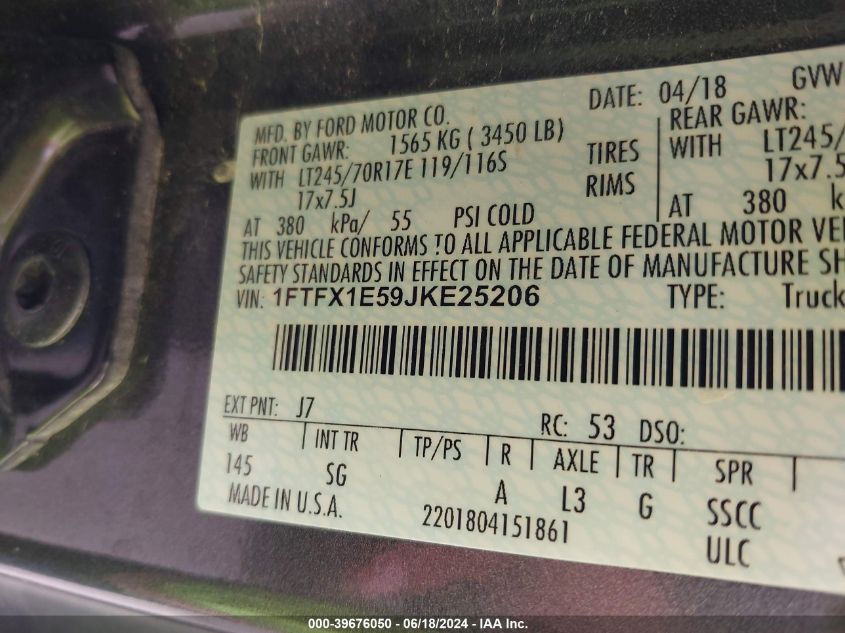 MFD. BY FORD MOTOR CO. DATE: 04/18 GVW
FRONT GAWR: 1565 KG ( 3450 LB) REAR GAWR:
WITH LT245/70R17E 119/116S TIRES WITH LT245/
17x7.5J RIMS 17x7.5
AT 380 kPa/ 55 PSI COLD AT 380 k
THIS VEHICLE CONFORMS TO ALL APPLICABLE FEDERAL MOTOR VE
SAFETY STANDARDS IN EFFECT ON THE DATE OF MANUFACTURE SH
VIN: 1FTFX1E59JKE25206 TYPE: Truck
EXT PNT: J7 RC: 53 DSO:
WB INT TR TP/PS R AXLE TR SPR
145 SG A L3 G SSCC
MADE IN U.S.A. 2201804151861 ULC
000-39676050 - 06/18/2024 - IAA Inc.